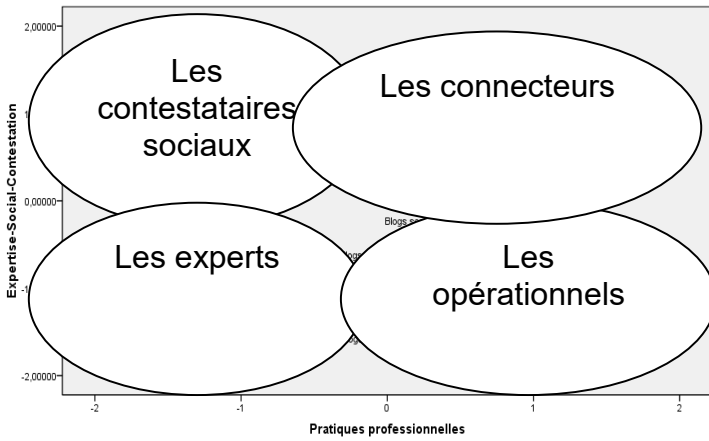 2,00000
Les
contestataires
sociaux
Les connecteurs
Expertise-Social-Contestation
0,00000
Blogs
Les experts
Les
opérationnels
-2,00000
-2 -1 0 1 2
Pratiques professionnelles